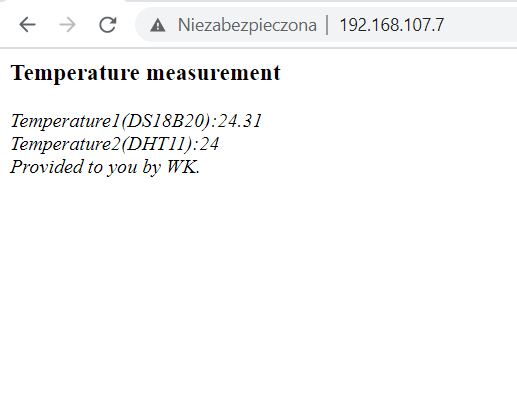 Niezabezpieczona | 192.168.107.7
Temperature measurement
Temperature1(DS18B20):24.31
Temperature2(DHT11):24
Provided to you by WK.